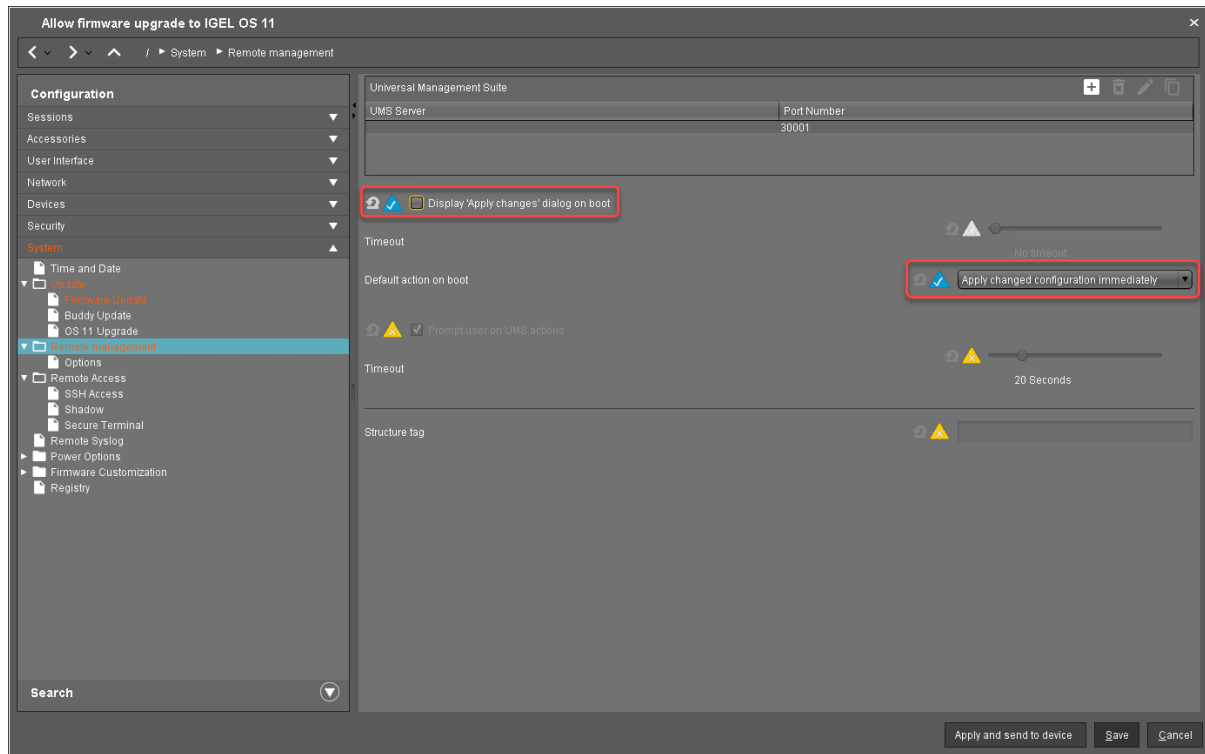 Allow firmware upgrade to IGEL OS 11
/ System Remote management
Configuration
Sessions
Accessories
User Interface
Network
Devices
Security
System
Time and Date
Update
Firmware Update
Buddy Update
OS 11 Upgrade
Remote management
Options
Remote Access
SSH Access
Shadow
Secure Terminal
Remote Syslog
Power Options
Firmware Customization
Registry
Search
Universal Management Suite
UMS Server Port Number
30001
Display 'Apply changes' dialog on boot
Timeout
No timeout
Default action on boot Apply changed configuration immediately
Prompt user on UMS actions
Timeout
20 Seconds
Structure tag
Apply and send to device Save Cancel